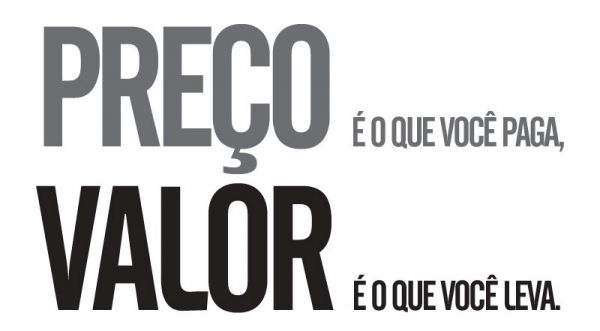 PREÇO É O QUE VOCÊ PAGA,
VALOR É O QUE VOCÊ LEVA.